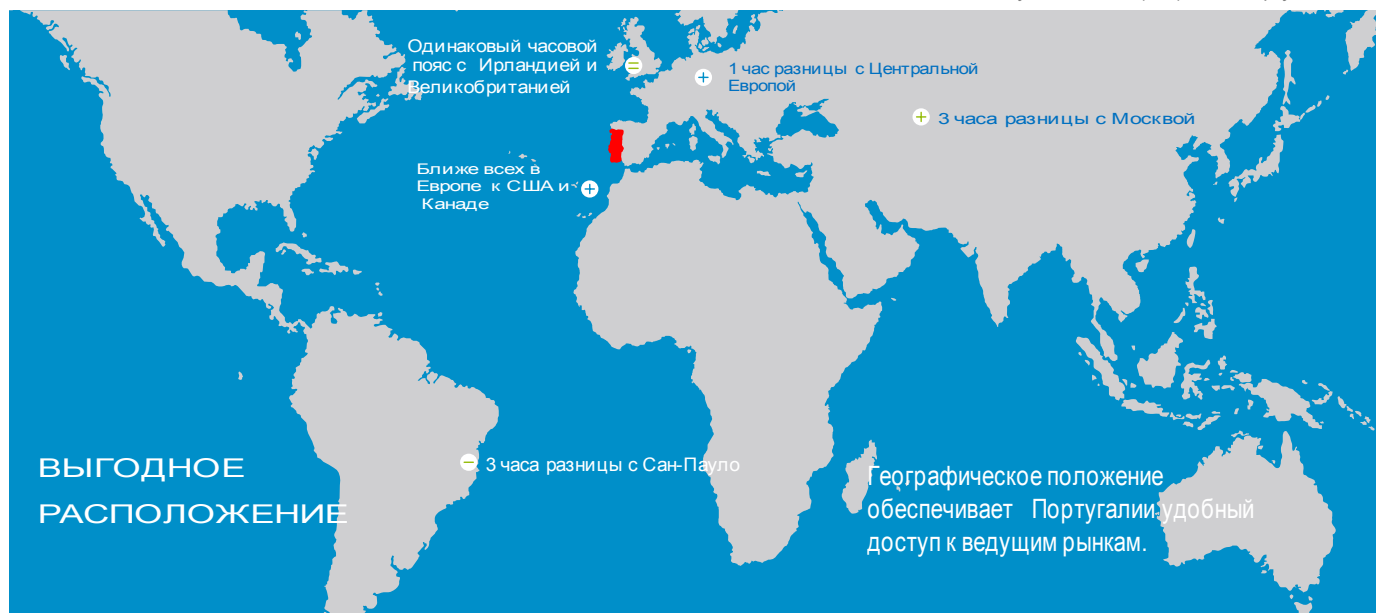 Одинаковый часовой
пояс с Ирландией и
Великобританией
1 час разницы с Центральной
Европой
3 часа разницы с Москвой
Ближе всех в
Европе к США и
Канаде
ВЫГОДНОЕ
РАСПОЛОЖЕНИЕ
3 часа разницы с Сан-Пауло
Географическое положение
обеспечивает Португалии удобный
доступ к ведущим рынкам.